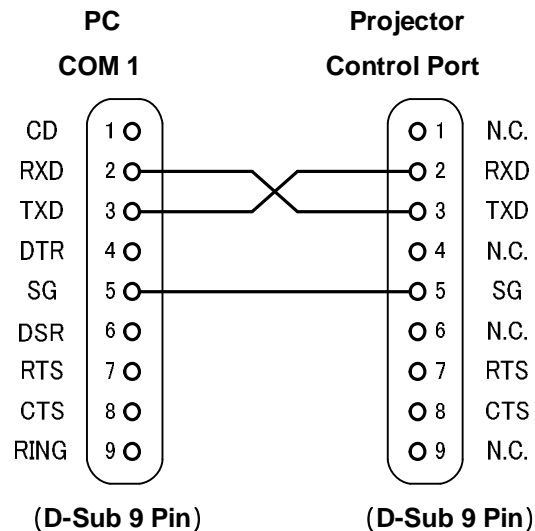 PC Projector
COM 1 Control Port
CD 1 1 N.C.
RXD 2 2 RXD
TXD 3 3 TXD
DTR 4 4 N.C.
SG 5 5 SG
DSR 6 6 N.C.
RTS 7 7 RTS
CTS 8 8 CTS
RING 9 9 N.C.
(D-Sub 9 Pin) (D-Sub 9 Pin)